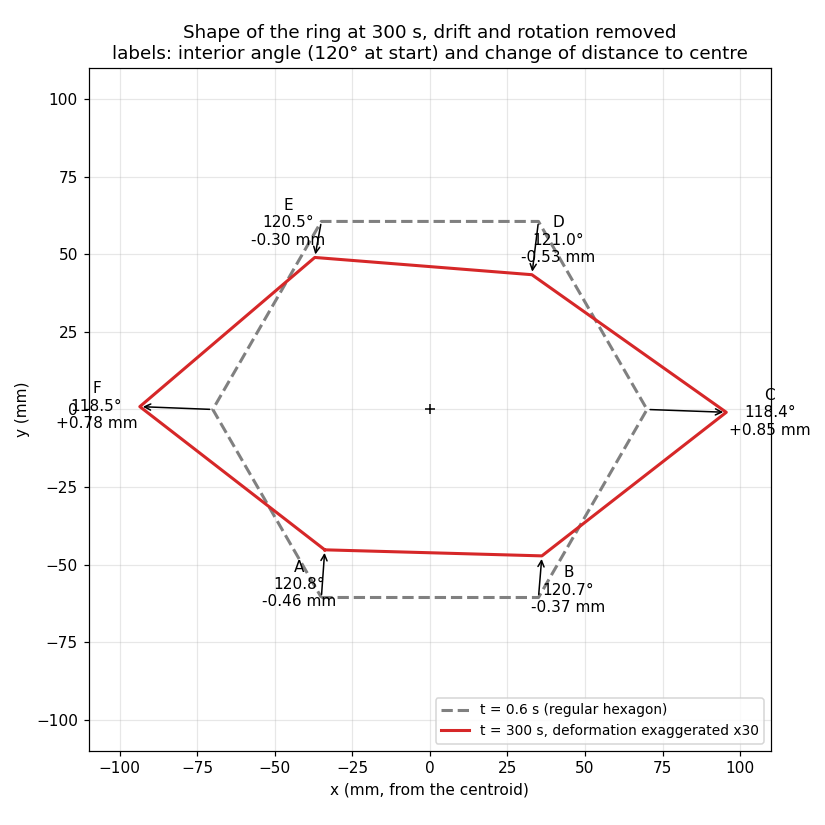 Shape of the ring at 300 s, drift and rotation removed
labels: interior angle (120° at start) and change of distance to centre
y (mm)
100
75
50
25
0
−25
−50
−75
−100
E
120.5°
-0.30 mm
D
121.0°
-0.53 mm
F
118.5°
+0.78 mm
C
118.4°
+0.85 mm
A
120.8°
-0.46 mm
B
120.7°
-0.37 mm
t = 0.6 s (regular hexagon)
t = 300 s, deformation exaggerated x30
−100 −75 −50 −25 0 25 50 75 100
x (mm, from the centroid)